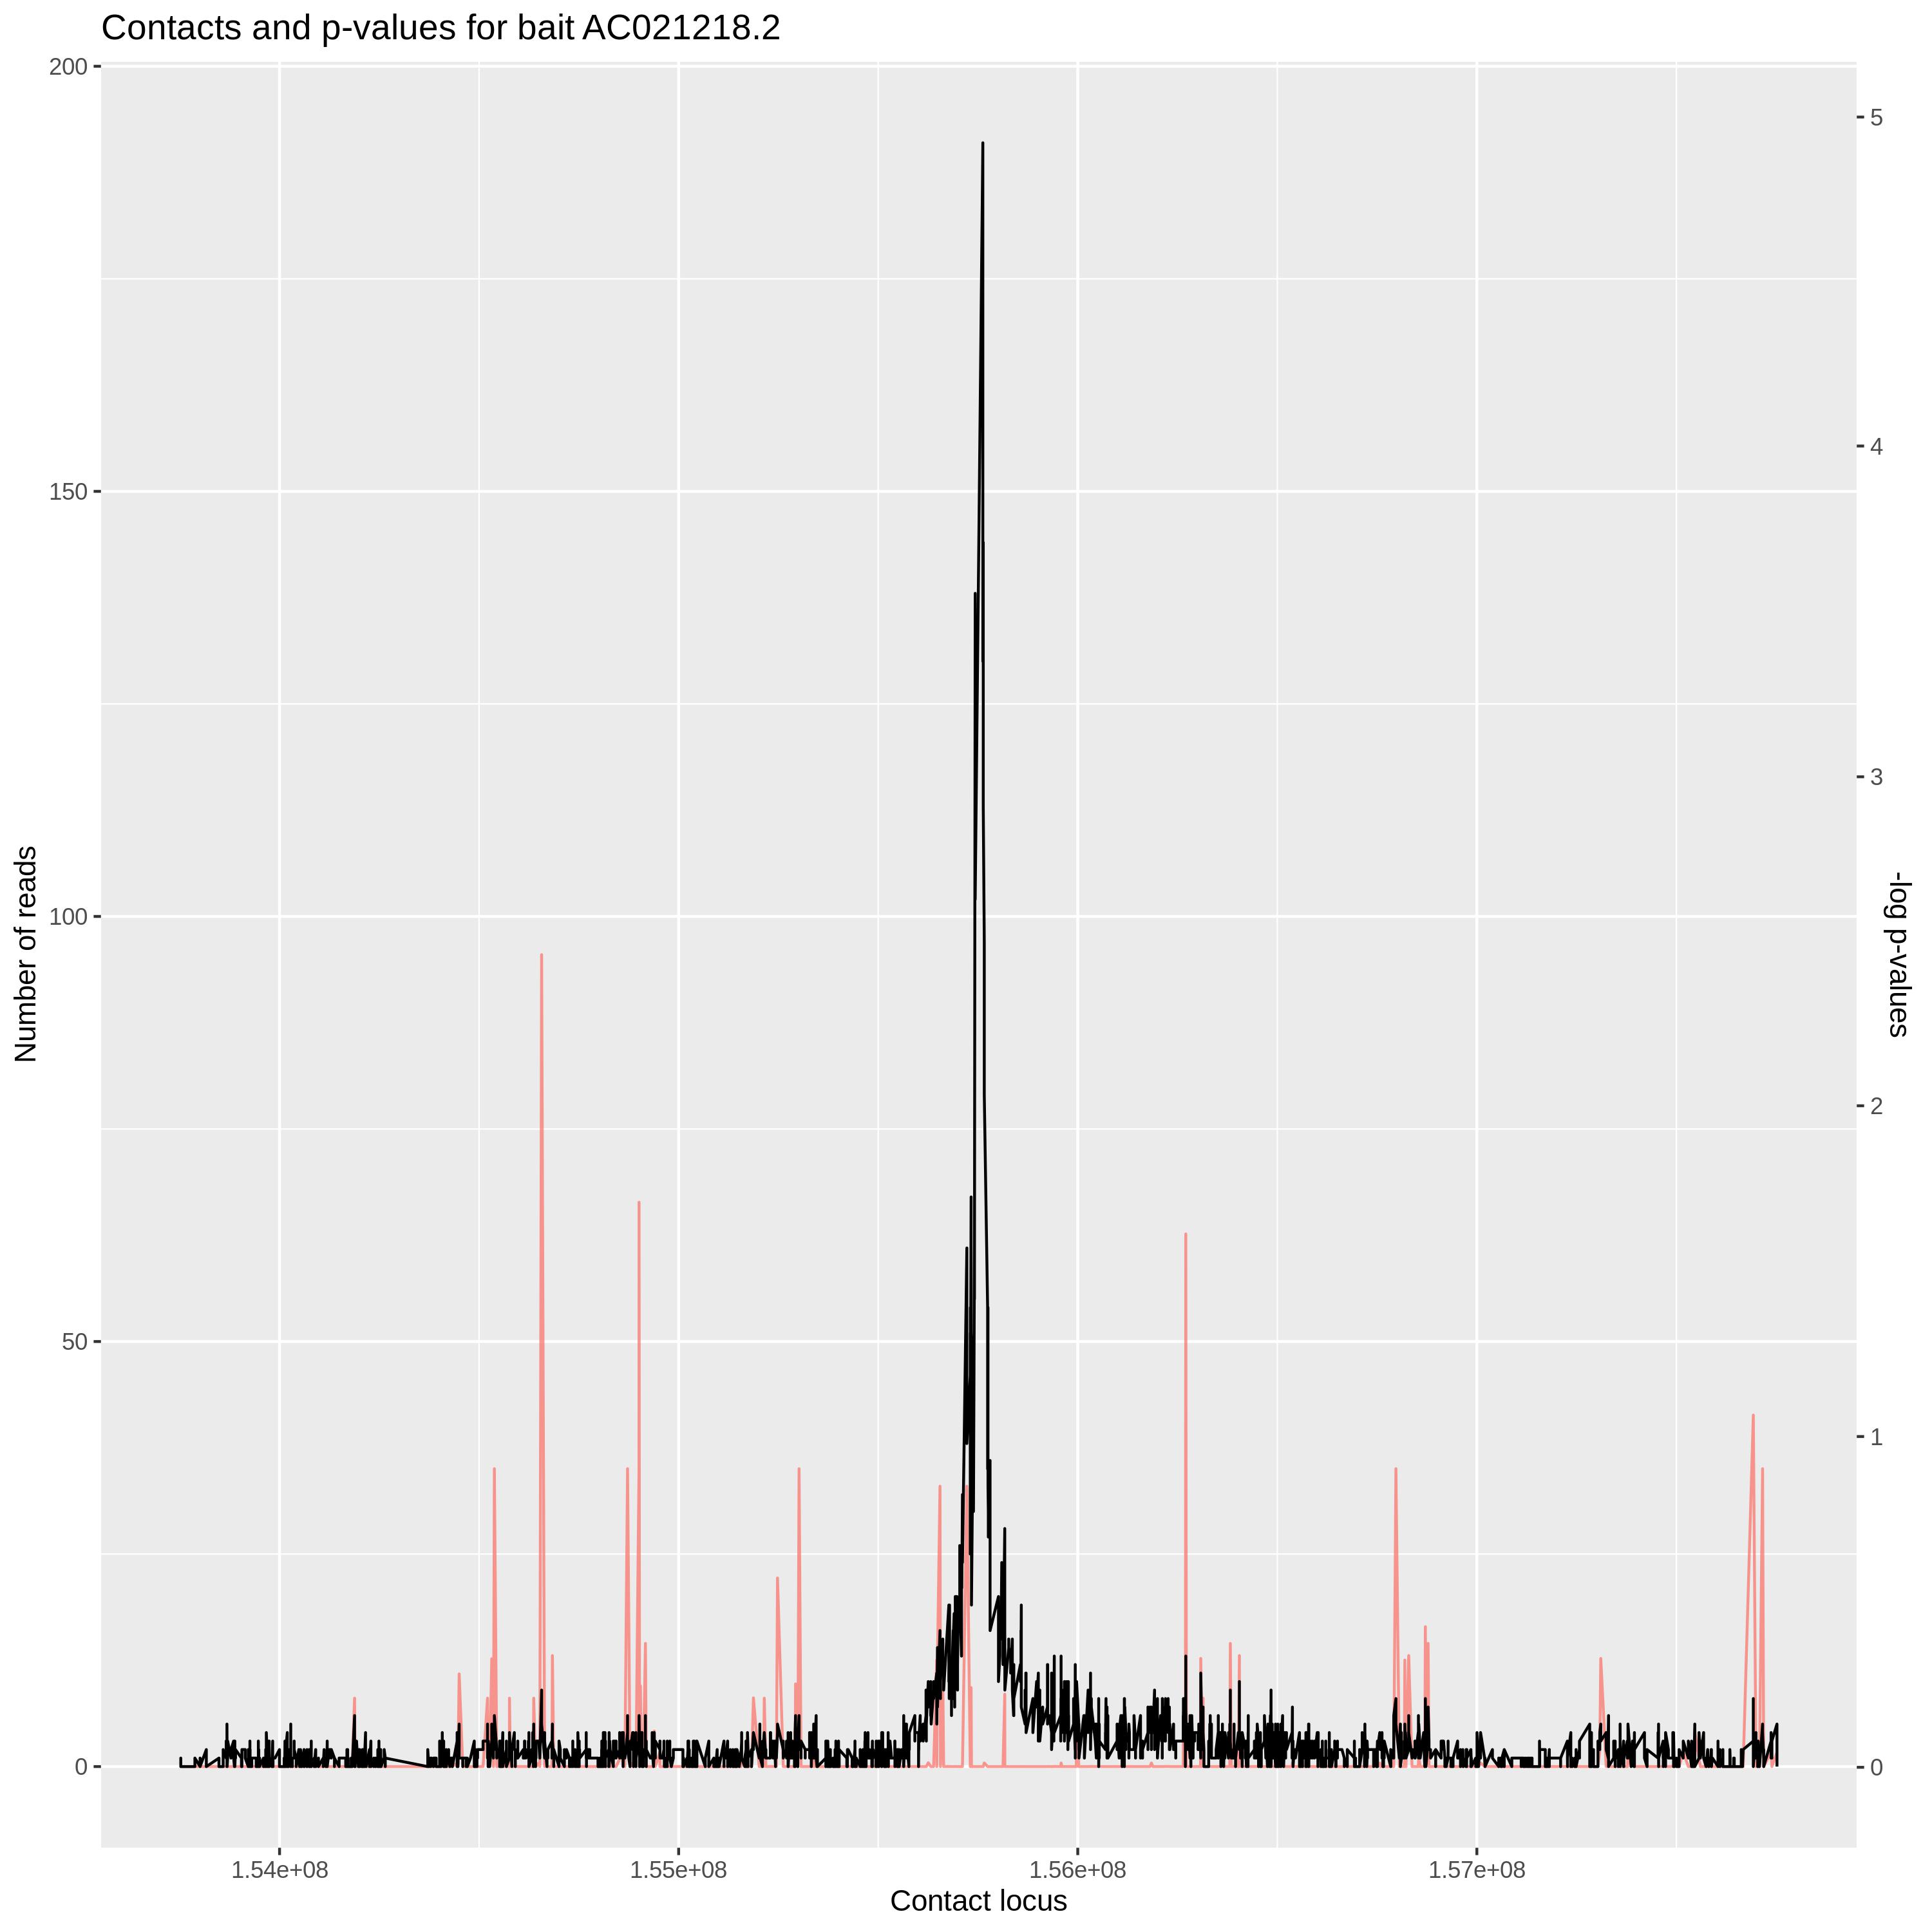 Contacts and p-values for bait AC021218.2
200
150
100
50
0
Number of reads
5
4
3
2
1
0
-log p-values
1.54e+08
1.55e+08
1.56e+08
1.57e+08
Contact locus